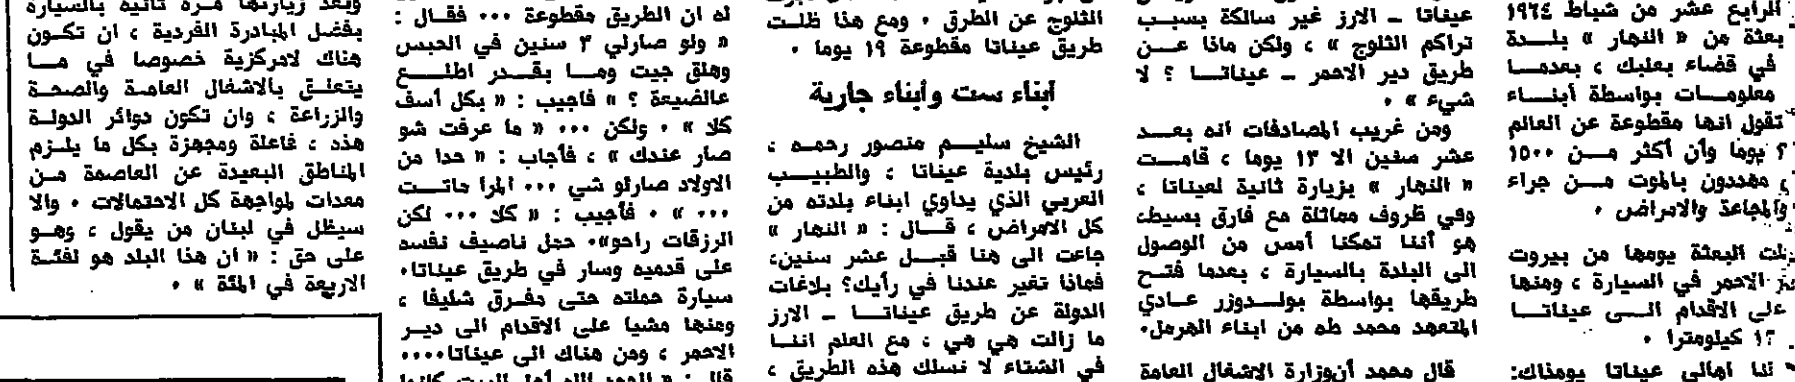 الرابع عشر من شباط ١٩٦٤
بعثة من « النهار » بلدة
في قضاء بعلبك ، بعدما
معلومات بواسطة أبناء
تقول انها مقطوعة عن العالم
يوما وأن أكثر من ١٥٠٠
مهددون بالموت من جراء
والمجاعة والامراض .
البعثة يومها من بيروت
الاحمر في السيارة ، ومنها
على الاقدام الى عيناتا
كيلومترا .
لنا اهالي عيناتا يومذاك:
عيناتا ـ الارز غير سالكة بسبب
تراكم الثلوج » ، ولكن ماذا عن
طريق دير الاحمر ـ عيناتا ؟ لا
شيء » .
ومن غريب المصادفات انه بعد
عشر سنين الا ١٣ يوما ، قامت
« النهار » بزيارة ثانية لعيناتا ،
وفي ظروف مماثلة مع فارق بسيط،
هو أننا تمكنا أمس من الوصول
الى البلدة بالسيارة ، بعدما فتح
طريقها بواسطة بولدوزر عادي
المتعهد محمد طه من ابناء الهرمل.
قال محمد أن وزارة الاشغال العامة
الثلوج عن الطرق . ومع هذا ظلت
طريق عيناتا مقطوعة ١٩ يوما .
أبناء ست وأبناء جارية
الشيخ سليم منصور رحمه ،
رئيس بلدية عيناتا ، والطبيب
العربي الذي يداوي ابناء بلدته من
كل الامراض ، قال : « النهار »
جاءت الى هنا قبل عشر سنين،
فماذا تغير عندنا في رأيك؟ بلاغات
الدولة عن طريق عيناتا ـ الارز
ما زالت هي هي ، مع العلم اننا
في الشتاء لا نسلك هذه الطريق ،
له ان الطريق مقطوعة ... فقال :
« ولو صارلي ٣ سنين في الحبس
وهلق جيت وما بقدر اطلع
عالضيعة ؟ » فاجيب : « بكل أسف
كلا » . ولكن ... « ما عرفت شو
صار عندك » ، فأجاب : « حدا من
الاولاد صارلو شي ... المرا ماتت
... » . فأجيب : « كلا ... لكن
الرزقات راحو». حمل ناصيف نفسه
على قدميه وسار في طريق عيناتا.
سيارة حملته حتى مفرق شليفا ،
ومنها مشيا على الاقدام الى دير
الاحمر ، ومن هناك الى عيناتا....
قال : « الحمد الله أهل البيت كانوا
وبعد زيارتها مرة ثانية بالسيارة
بفضل المبادرة الفردية ، ان تكون
هناك لامركزية خصوصا في ما
يتعلق بالاشغال العامة والصحة
والزراعة ، وان تكون دوائر الدولة
هذه ، فاعلة ومجهزة بكل ما يلزم
المناطق البعيدة عن العاصمة من
معدات لمواجهة كل الاحتمالات . والا
سيظل في لبنان من يقول ، وهو
على حق : « ان هذا البلد هو لفئة
الاربعة في المئة » .